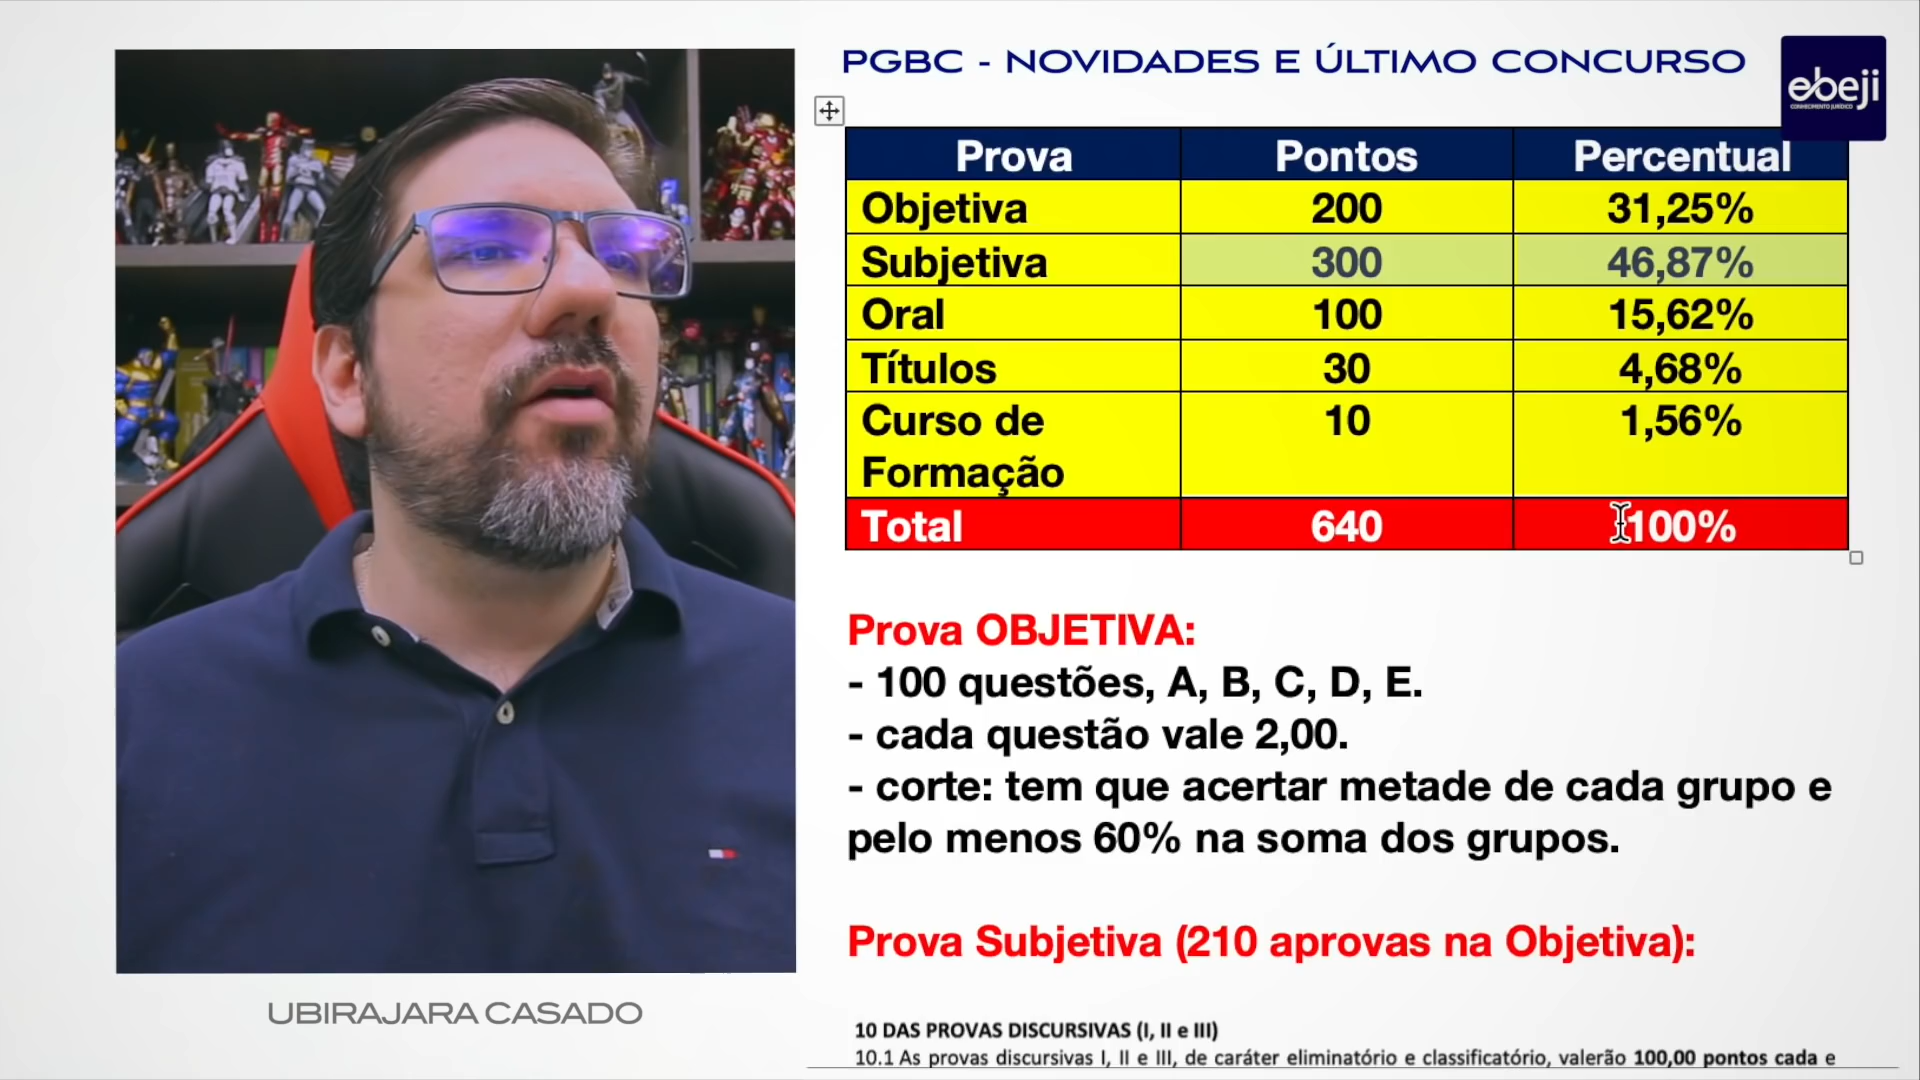 PGBC - NOVIDADES E ÚLTIMO CONCURSO
ebeji
CONHECIMENTO JURÍDICO
Prova Pontos Percentual
Objetiva 200 31,25%
Subjetiva 300 46,87%
Oral 100 15,62%
Títulos 30 4,68%
Curso de 10 1,56%
Formação
Total 640 100%
Prova OBJETIVA:
- 100 questões, A, B, C, D, E.
- cada questão vale 2,00.
- corte: tem que acertar metade de cada grupo e
pelo menos 60% na soma dos grupos.
Prova Subjetiva (210 aprovas na Objetiva):
10 DAS PROVAS DISCURSIVAS (I, II e III)
10.1 As provas discursivas I, II e III, de caráter eliminatório e classificatório, valerão 100,00 pontos cada e
UBIRAJARA CASADO